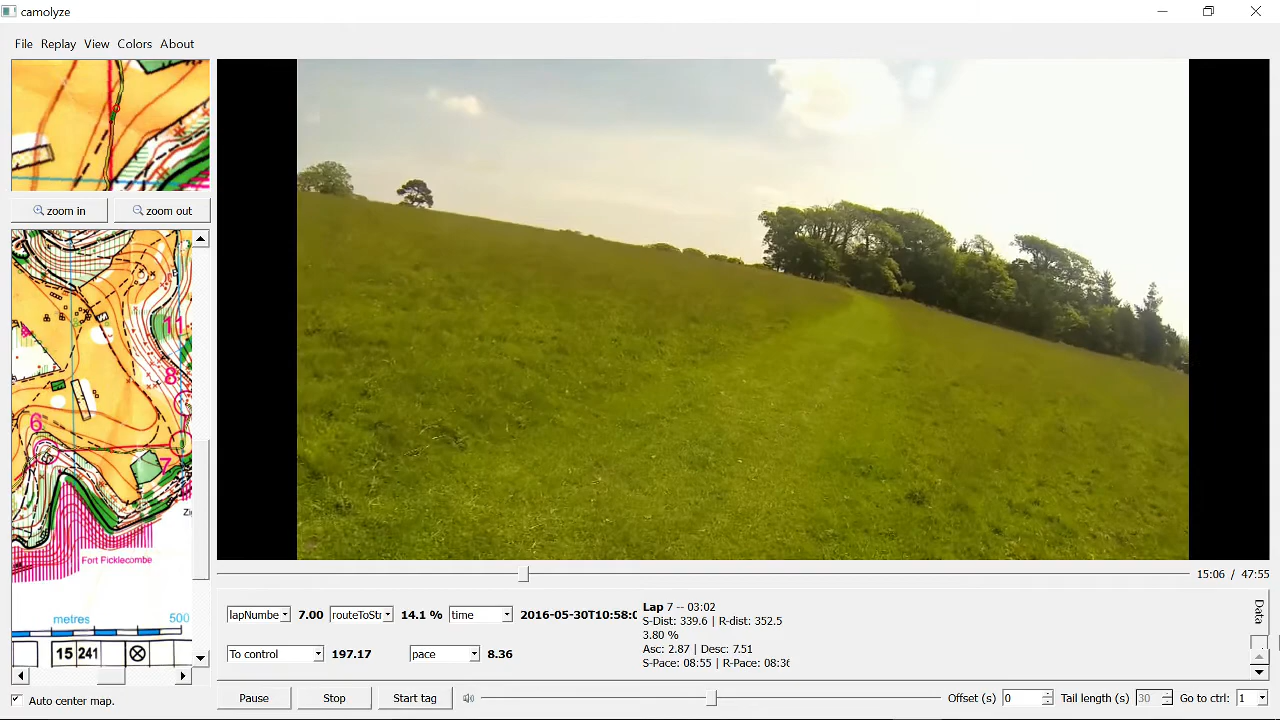 camolyze
File Replay View Colors About
zoom in zoom out
11
8
6
7
Fort Ficklecombe
metres 500
15 241
15:06 / 47:55
lapNumbe 7.00 routeToStr 14.1 % time 2016-05-30T10:58:0
To control 197.17 pace 8.36
Lap 7 -- 03:02
S-Dist: 339.6 | R-dist: 352.5
3.80 %
Asc: 2.87 | Desc: 7.51
S-Pace: 08:55 | R-Pace: 08:36
Data
Auto center map.
Pause Stop Start tag Offset (s) 0 Tail length (s) 30 Go to ctrl: 1